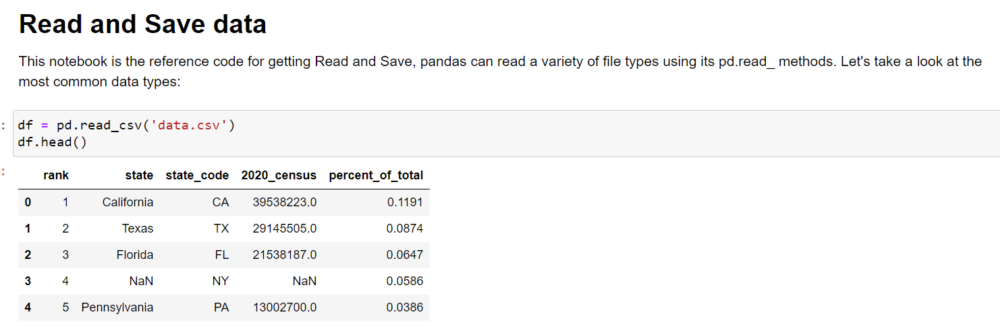 Read and Save data
This notebook is the reference code for getting Read and Save, pandas can read a variety of file types using its pd.read_ methods. Let's take a look at the
most common data types:
: df = pd.read_csv('data.csv')
df.head()
:
rank state state_code 2020_census percent_of_total
0 1 California CA 39538223.0 0.1191
1 2 Texas TX 29145505.0 0.0874
2 3 Florida FL 21538187.0 0.0647
3 4 NaN NY NaN 0.0586
4 5 Pennsylvania PA 13002700.0 0.0386